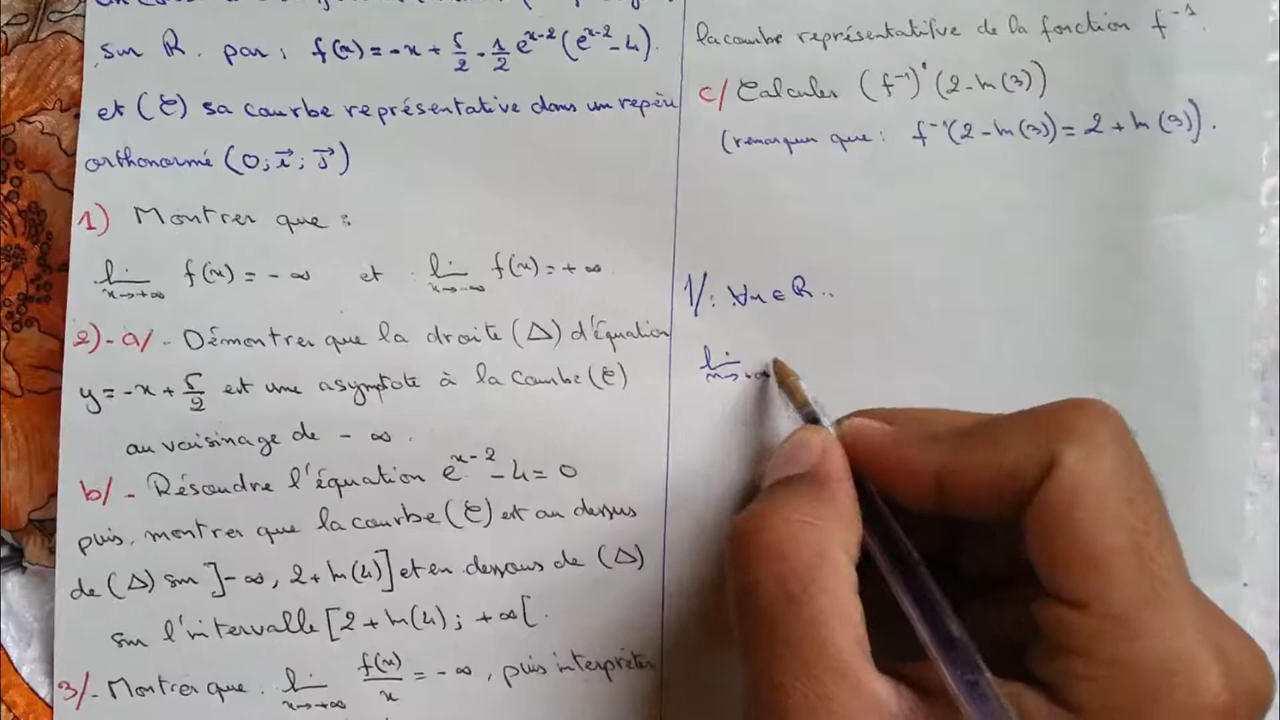 sur ℝ. par : f(x) = -x + 5/2 - 1/2 e^{x-2} (e^{x-2} - 4).
et (C) sa courbe représentative dans un repère
orthonormé (O; i⃗; j⃗)
1) Montrer que :
lim_{x→+∞} f(x) = -∞ et lim_{x→-∞} f(x) = +∞
2)-a/- Démontrer que la droite (Δ) d'équation
y = -x + 5/2 est une asymptote à la courbe (C)
au voisinage de -∞.
b/- Résoudre l'équation e^{x-2} - 4 = 0
puis, montrer que la courbe (C) est au dessus
de (Δ) sur ]-∞, 2 + ln(4)] et en dessous de (Δ)
sur l'intervalle [2 + ln(4); +∞[.
3/- Montrer que. lim_{x→+∞} f(x)/x = -∞, puis interpréter
la courbe représentative de la fonction f^{-1}.
c/ Calculer (f^{-1})'(2 - ln(3))
(remarquer que : f^{-1}(2 - ln(3)) = 2 + ln(3)).
1/: ∀x ∈ ℝ..
lim_{x→+∞}